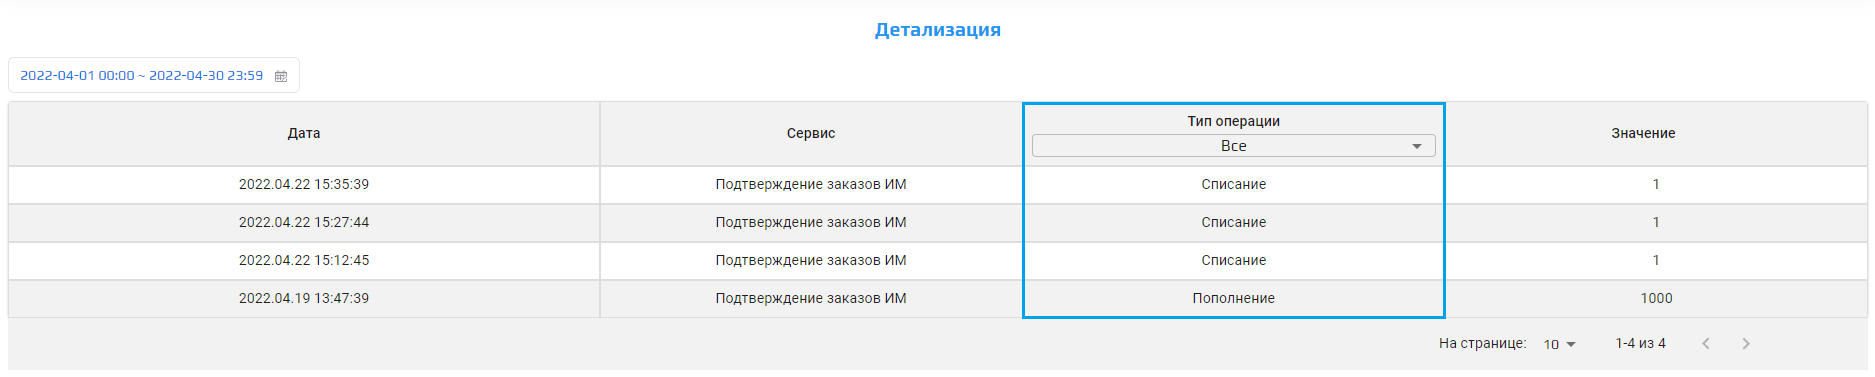 Детализация
2022-04-01 00:00 ~ 2022-04-30 23:59
Дата Сервис Тип операции Значение
Все
2022.04.22 15:35:39 Подтверждение заказов ИМ Списание 1
2022.04.22 15:27:44 Подтверждение заказов ИМ Списание 1
2022.04.22 15:12:45 Подтверждение заказов ИМ Списание 1
2022.04.19 13:47:39 Подтверждение заказов ИМ Пополнение 1000
На странице: 10 1-4 из 4